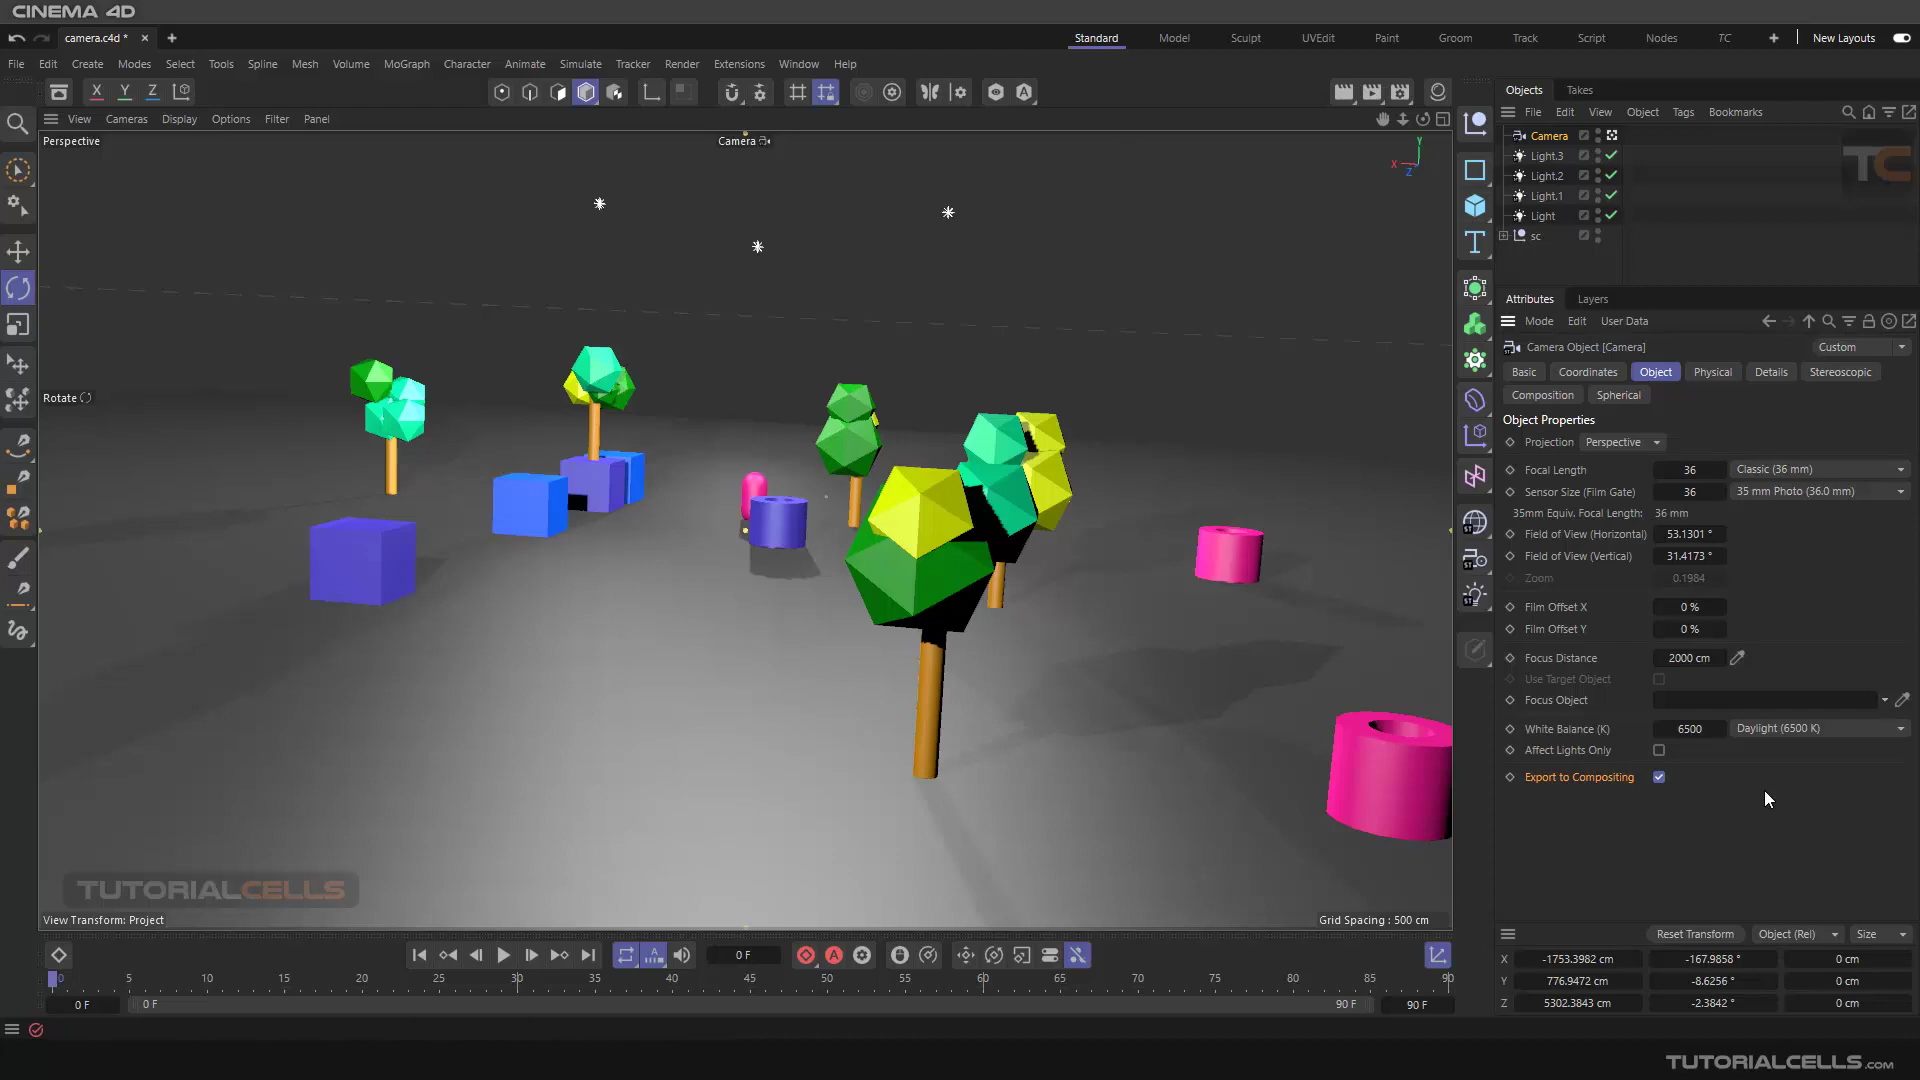 CINEMA 4D
camera.c4d *
Standard Model Sculpt UVEdit Paint Groom Track Script Nodes TC New Layouts
File Edit Create Modes Select Tools Spline Mesh Volume MoGraph Character Animate Simulate Tracker Render Extensions Window Help
X Y Z
View Cameras Display Options Filter Panel
Perspective
Camera
Y
X
Z
Rotate
TUTORIALCELLS
View Transform: Project
Grid Spacing : 500 cm
Objects Takes
File Edit View Object Tags Bookmarks
Camera
Light.3
Light.2
Light.1
Light
sc
TC
Attributes Layers
Mode Edit User Data
Camera Object [Camera] Custom
Basic Coordinates Object Physical Details Stereoscopic
Composition Spherical
Object Properties
Projection Perspective
Focal Length 36 Classic (36 mm)
Sensor Size (Film Gate) 36 35 mm Photo (36.0 mm)
35mm Equiv. Focal Length: 36 mm
Field of View (Horizontal) 53.1301 °
Field of View (Vertical) 31.4173 °
Zoom 0.1984
Film Offset X 0 %
Film Offset Y 0 %
Focus Distance 2000 cm
Use Target Object
Focus Object
White Balance (K) 6500 Daylight (6500 K)
Affect Lights Only
Export to Compositing
0 F
0 5 10 15 20 25 30 35 40 45 50 55 60 65 70 75 80 85 90
0 F 0 F 90 F 90 F
Reset Transform Object (Rel) Size
X -1753.3982 cm -167.9858 ° 0 cm
Y 776.9472 cm -8.6256 ° 0 cm
Z 5302.3843 cm -2.3842 ° 0 cm
TUTORIALCELLS.COM